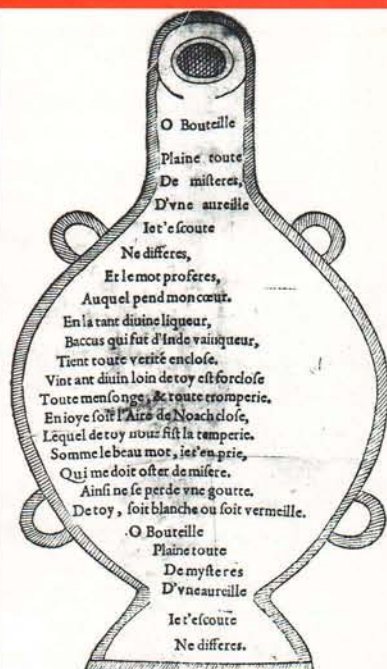 O Bouteille
Plaine toute
De miſteres,
D'vne aureille
Iet'eſcoute
Ne differes,
Et le mot proferes,
Auquel pend mon cœur.
En la tant diuine liqueur,
Baccus qui fut d'Inde vainqueur,
Tient toute verité encloſe.
Vint ant diuin loin de toy eſt forcloſe
Toute menſonge, & toute tromperie.
En ioye ſoit l'Aire de Noach cloſe,
Lequel de toy nous fiſt la temperie.
Somme le beau mot, ie t'en prie,
Qui me doit oſter de miſere.
Ainſi ne ſe perde vne goutte.
De toy, ſoit blanche ou ſoit vermeille.
O Bouteille
Plaine toute
De myſteres
D'vne aureille
Iet'eſcoute
Ne differes.